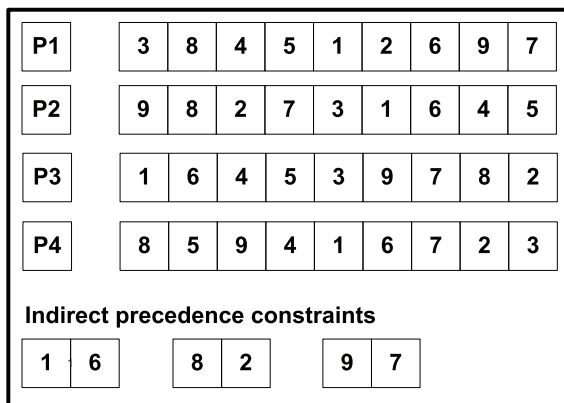 P1 3 8 4 5 1 2 6 9 7
P2 9 8 2 7 3 1 6 4 5
P3 1 6 4 5 3 9 7 8 2
P4 8 5 9 4 1 6 7 2 3
Indirect precedence constraints
1 6 8 2 9 7